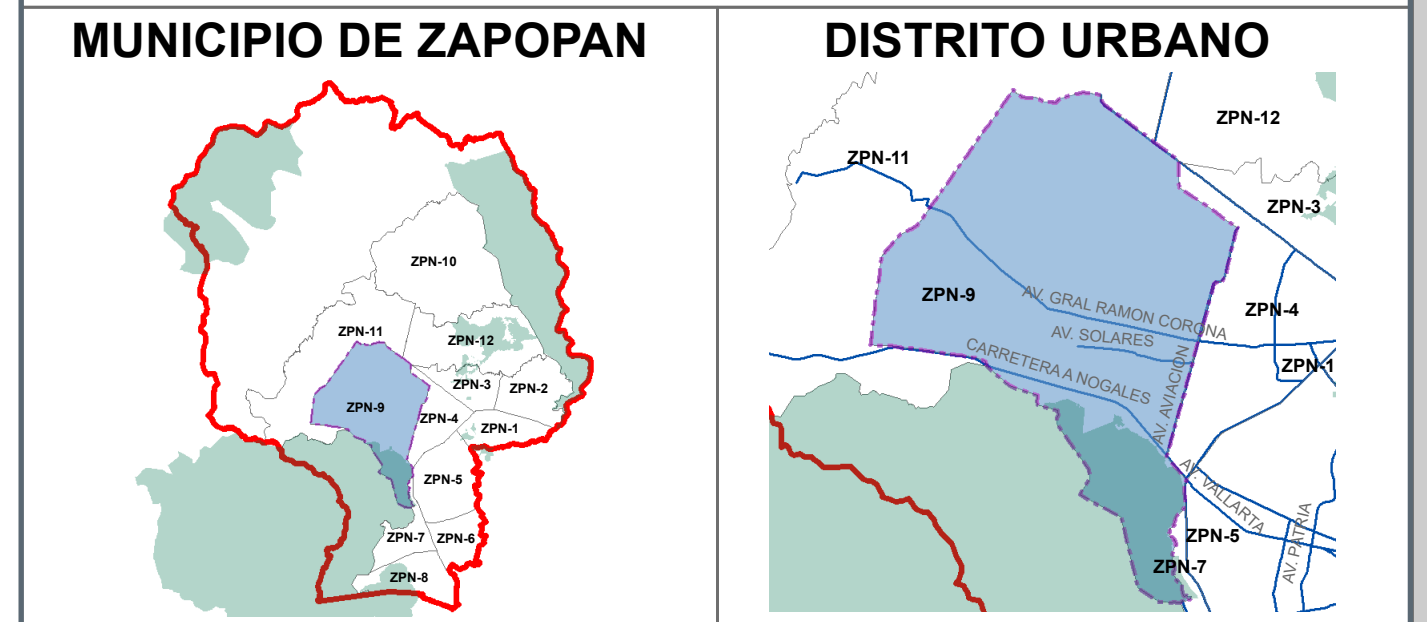 MUNICIPIO DE ZAPOPAN
ZPN-10
ZPN-11
ZPN-12
ZPN-3
ZPN-2
ZPN-9
ZPN-4
ZPN-1
ZPN-5
ZPN-7
ZPN-6
ZPN-8
DISTRITO URBANO
ZPN-12
ZPN-11
ZPN-3
ZPN-9
AV. GRAL RAMON CORONA
ZPN-4
AV. SOLARES
CARRETERA A NOGALES
ZPN-1
AV. AVIACION
AV. VALLARTA
AV. PATRIA
ZPN-5
ZPN-7